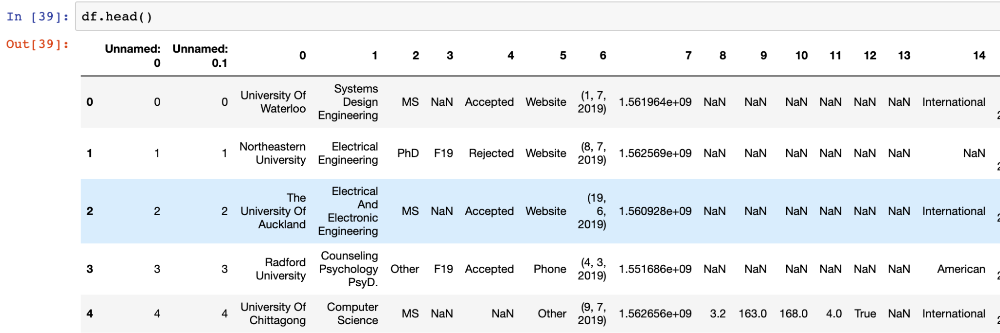 In [39]: df.head()
Out[39]:
Unnamed: 0 Unnamed: 0.1 0 1 2 3 4 5 6 7 8 9 10 11 12 13 14
0 0 0 University Of Waterloo Systems Design Engineering MS NaN Accepted Website (1, 7, 2019) 1.561964e+09 NaN NaN NaN NaN NaN NaN International
1 1 1 Northeastern University Electrical Engineering PhD F19 Rejected Website (8, 7, 2019) 1.562569e+09 NaN NaN NaN NaN NaN NaN NaN
2 2 2 The University Of Auckland Electrical And Electronic Engineering MS NaN Accepted Website (19, 6, 2019) 1.560928e+09 NaN NaN NaN NaN NaN NaN International
3 3 3 Radford University Counseling Psychology PsyD. Other F19 Accepted Phone (4, 3, 2019) 1.551686e+09 NaN NaN NaN NaN NaN NaN American
4 4 4 University Of Chittagong Computer Science MS NaN NaN Other (9, 7, 2019) 1.562656e+09 3.2 163.0 168.0 4.0 True NaN International